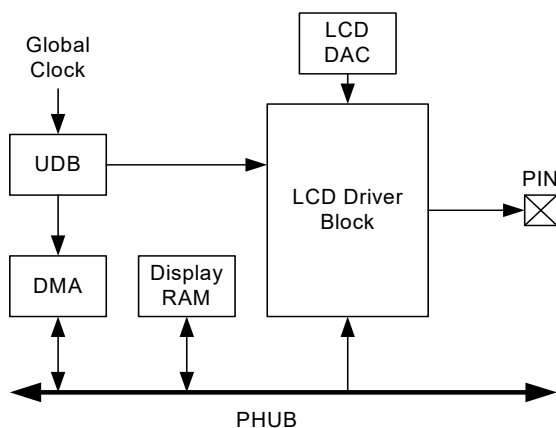 LCD
DAC
Global
Clock
UDB
LCD Driver
Block
PIN
DMA
Display
RAM
PHUB